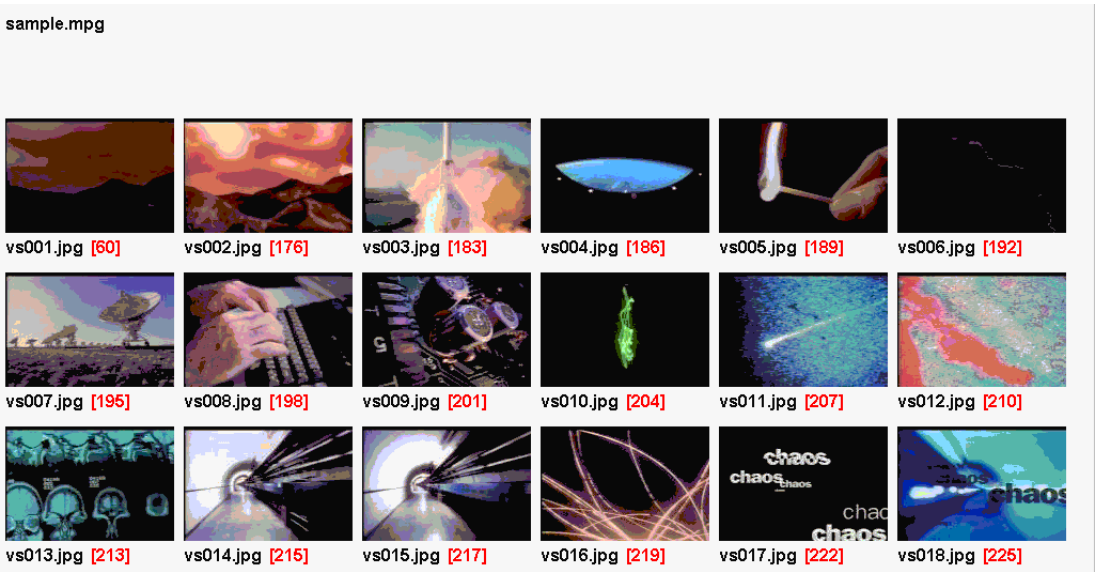 sample.mpg
vs001.jpg [60] vs002.jpg [176] vs003.jpg [183] vs004.jpg [186] vs005.jpg [189] vs006.jpg [192]
5
vs007.jpg [195] vs008.jpg [198] vs009.jpg [201] vs010.jpg [204] vs011.jpg [207] vs012.jpg [210]
chaos
chaos chaos
chaos chaos
chao
chaos
vs013.jpg [213] vs014.jpg [215] vs015.jpg [217] vs016.jpg [219] vs017.jpg [222] vs018.jpg [225]